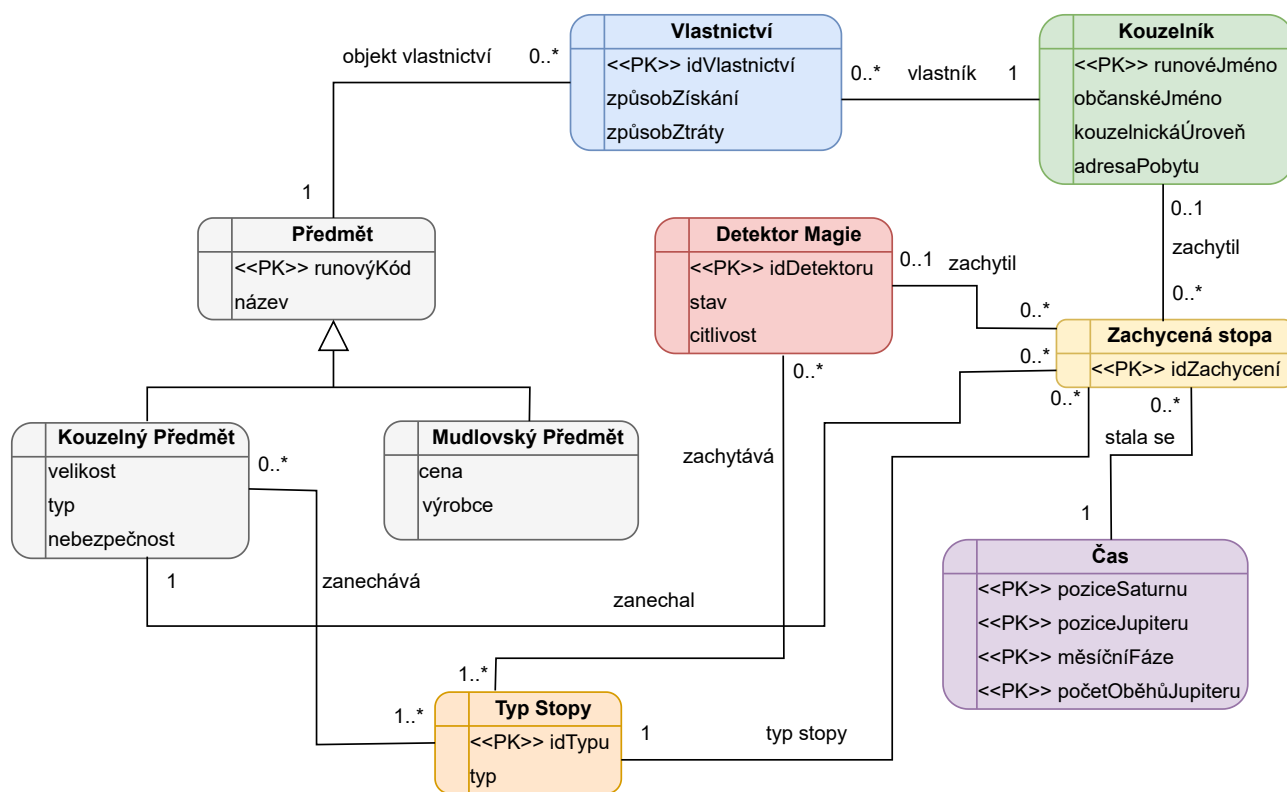 Vlastnictví
<<PK>> idVlastnictví
způsobZískání
způsobZtráty
Kouzelník
<<PK>> runovéJméno
občanskéJméno
kouzelnickáÚroveň
adresaPobytu
objekt vlastnictví
0..*
0..*
vlastník
1
1
Předmět
<<PK>> runovýKód
název
Detektor Magie
<<PK>> idDetektoru
stav
citlivost
0..1
zachytil
0..*
0..1
zachytil
0..*
Zachycená stopa
<<PK>> idZachycení
0..*
0..*
0..*
0..*
stala se
1
Kouzelný Předmět
velikost
typ
nebezpečnost
Mudlovský Předmět
cena
výrobce
0..*
zachytává
1
zanechává
zanechal
Čas
<<PK>> poziceSaturnu
<<PK>> poziceJupiteru
<<PK>> měsíčníFáze
<<PK>> početOběhůJupiteru
1..*
1..*
Typ Stopy
<<PK>> idTypu
typ
1
typ stopy